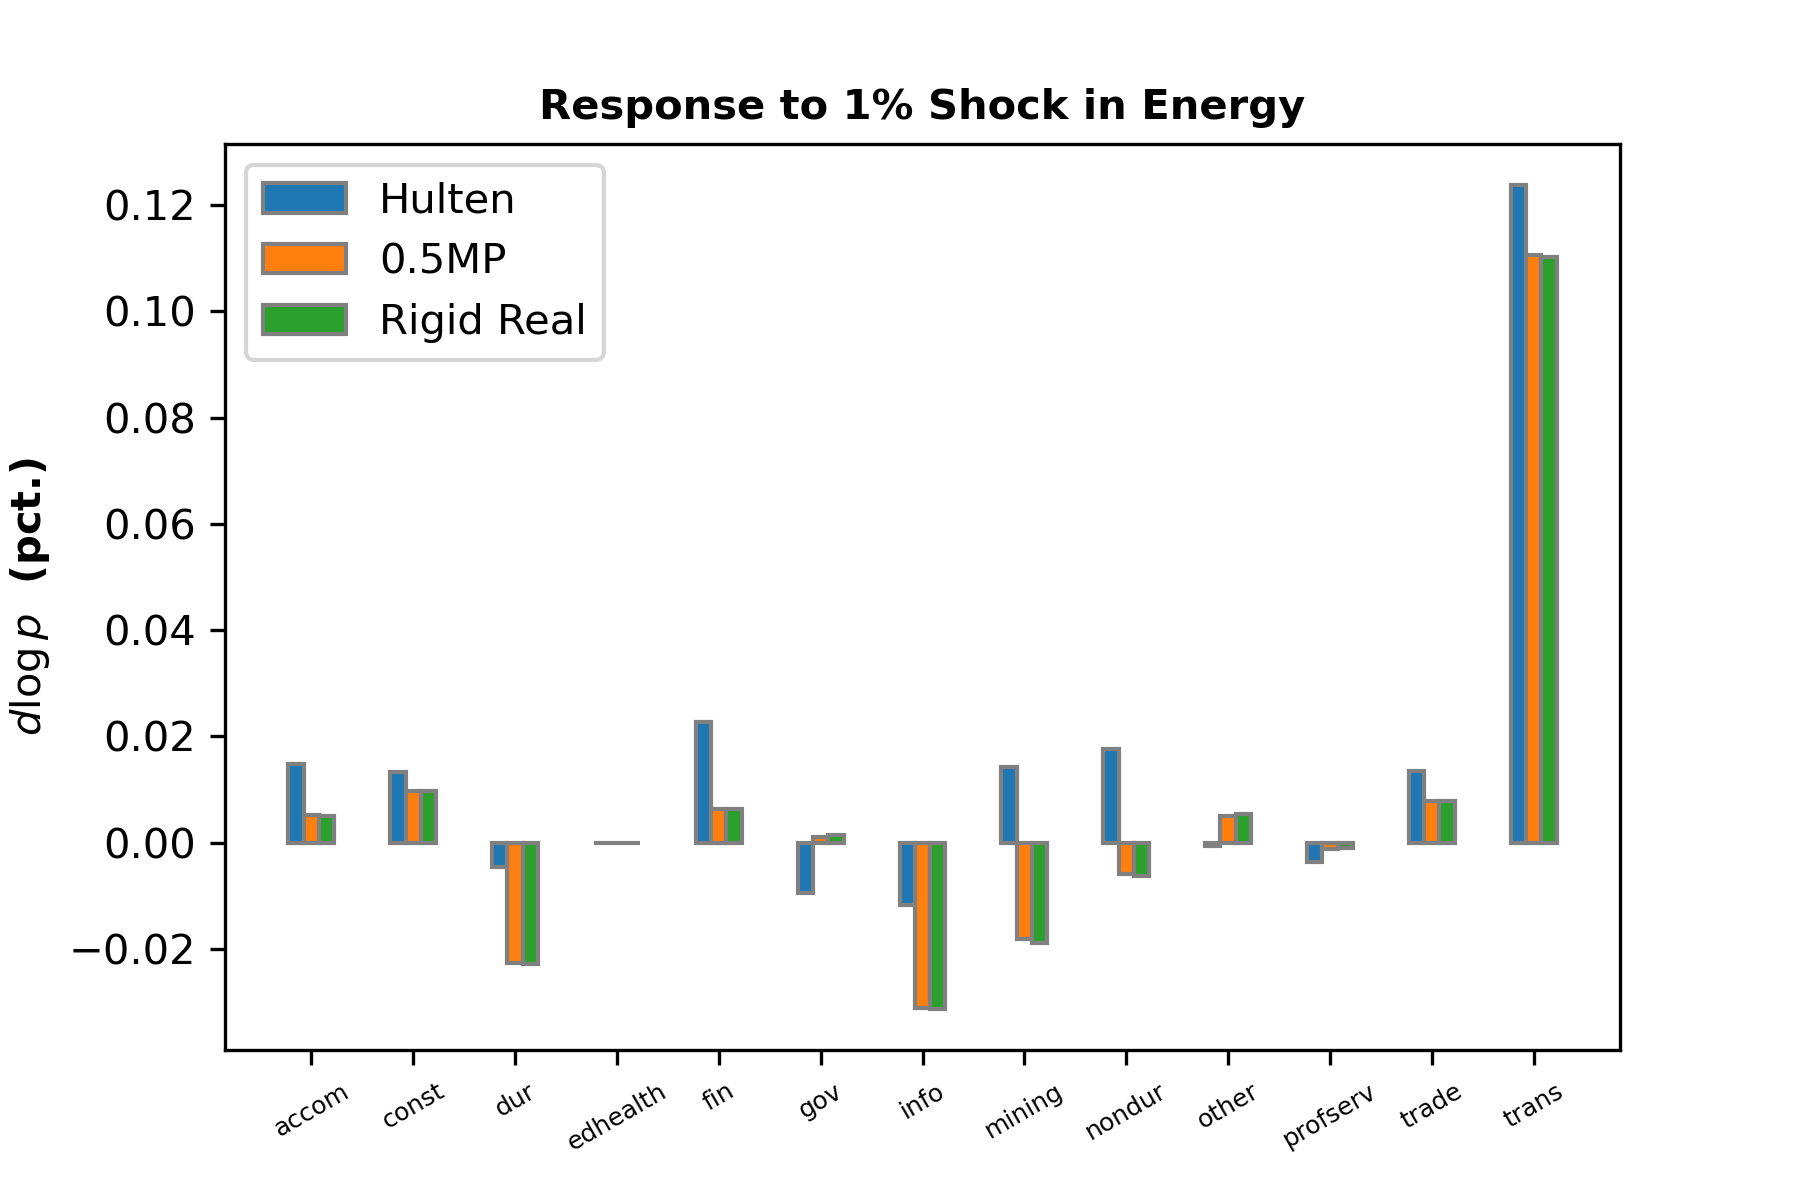 Response to 1% Shock in Energy
Hulten
0.5MP
Rigid Real
0.12
0.10
0.08
0.06
0.04
0.02
0.00
−0.02
dlog p (pct.)
accom const dur edhealth fin gov info mining nondur other profserv trade trans